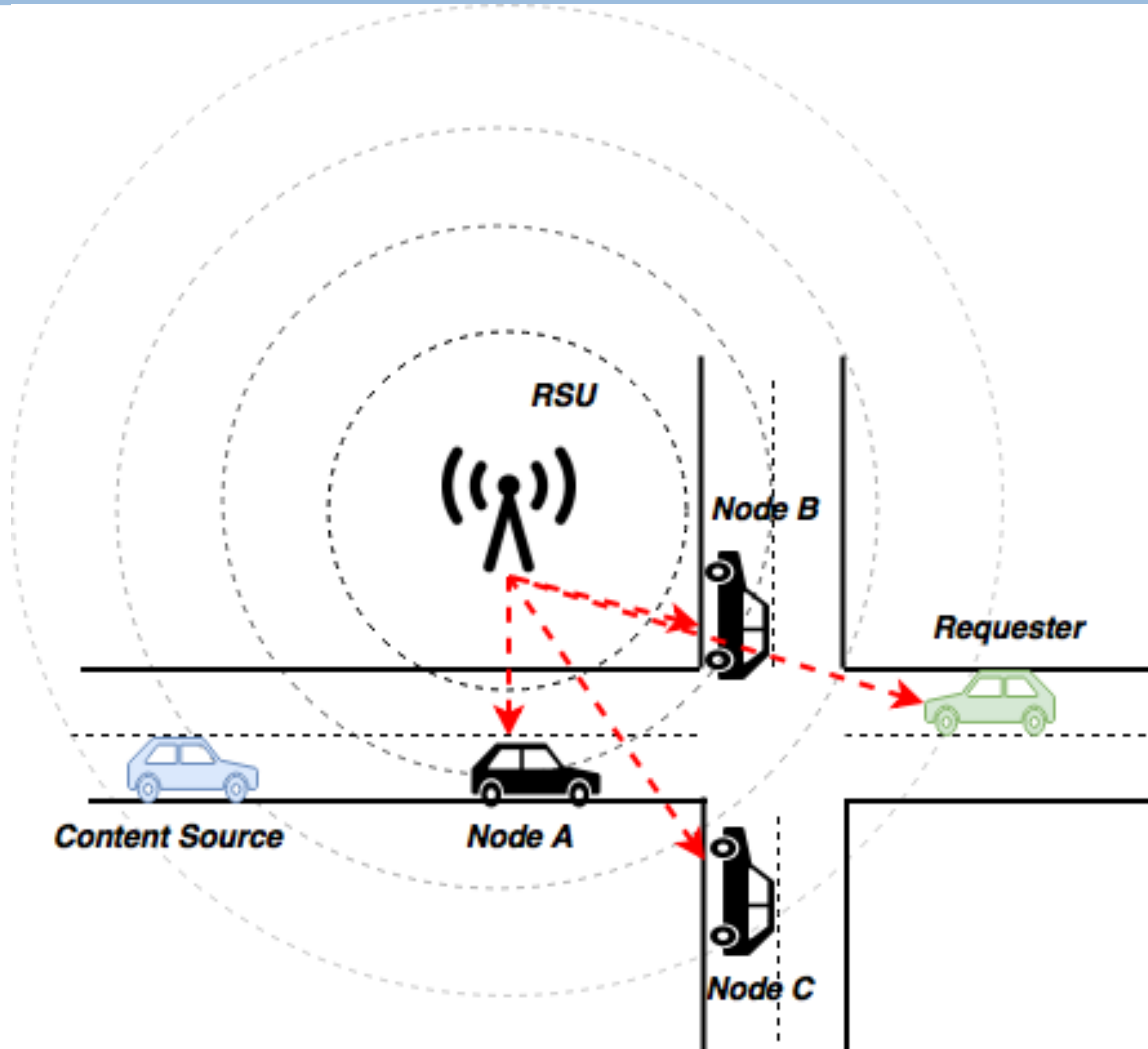 RSU
Node B
Requester
Content Source
Node A
Node C